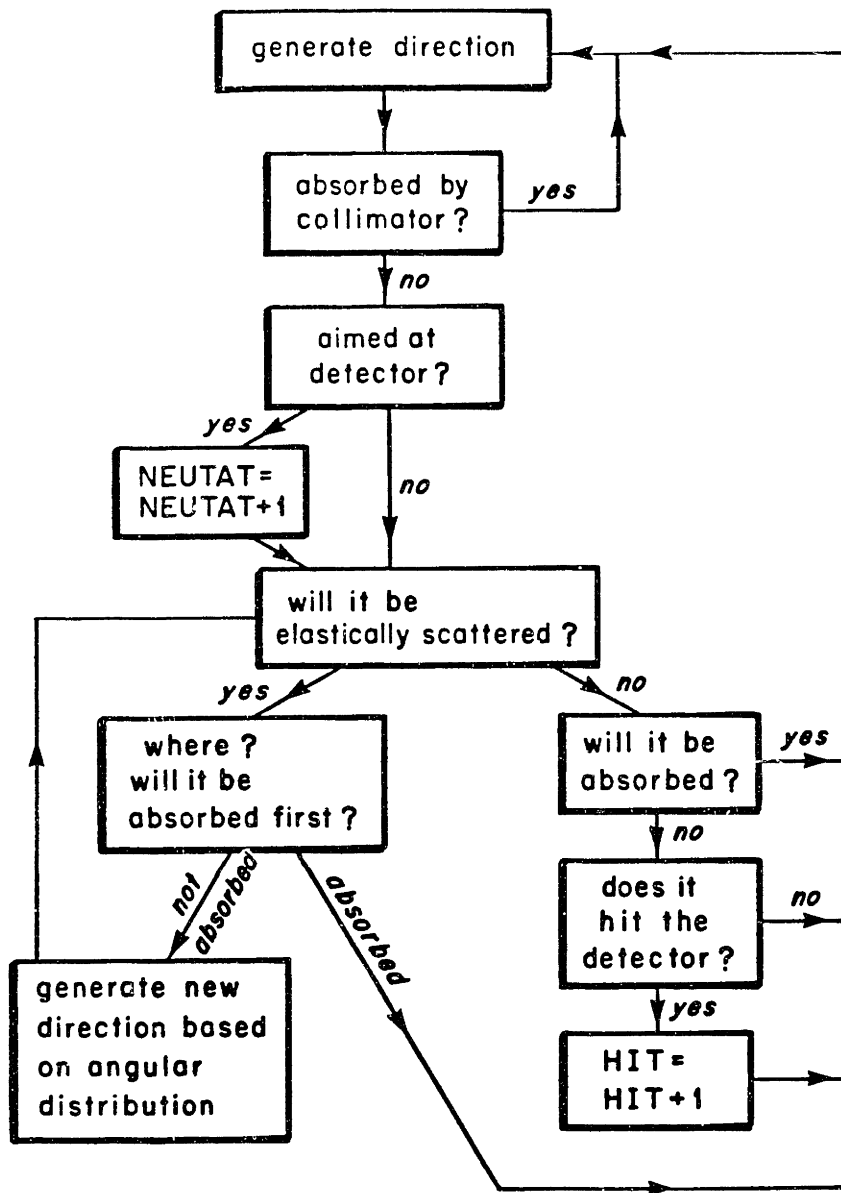 generate direction
absorbed by
collimator ?
yes
no
aimed at
detector ?
yes
no
NEUTAT=
NEUTAT+1
will it be
elastically scattered ?
yes
no
where ?
will it be
absorbed first ?
will it be
absorbed ?
yes
no
not
absorbed
absorbed
does it
hit the
detector ?
no
yes
generate new
direction based
on angular
distribution
HIT=
HIT+1